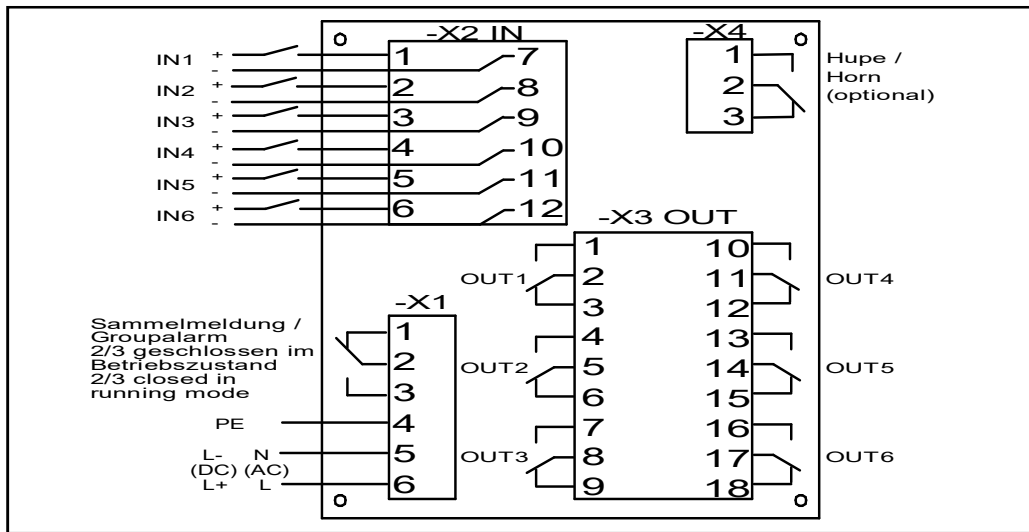 -X2 IN
IN1 + - 1 7
IN2 + - 2 8
IN3 + - 3 9
IN4 + - 4 10
IN5 + - 5 11
IN6 + - 6 12
-X4
1
2
3
Hupe /
Horn
(optional)
-X1
1
2
3
4
5
6
Sammelmeldung /
Groupalarm
2/3 geschlossen im
Betriebszustand
2/3 closed in
running mode
PE
L- N
(DC) (AC)
L+ L
-X3 OUT
1 10
OUT1 2 11 OUT4
3 12
4 13
OUT2 5 14 OUT5
6 15
7 16
OUT3 8 17 OUT6
9 18